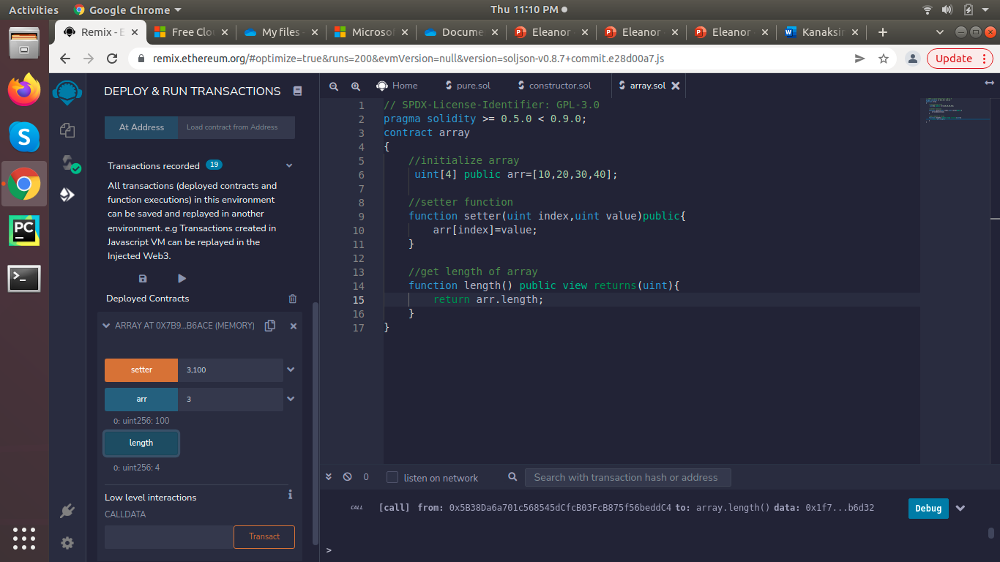 Activities
Google Chrome
Thu 11:10 PM
Remix - E
Free Clou
My files -
Microsof
Docume
Eleanor -
Eleanor -
Eleanor -
Kanaksin
remix.ethereum.org/#optimize=true&runs=200&evmVersion=null&version=soljson-v0.8.7+commit.e28d00a7.js
Update
DEPLOY & RUN TRANSACTIONS
At Address
Load contract from Address
Transactions recorded 19
All transactions (deployed contracts and
function executions) in this environment
can be saved and replayed in another
environment. e.g Transactions created in
Javascript VM can be replayed in the
Injected Web3.
Deployed Contracts
ARRAY AT 0X7B9...B6ACE (MEMORY)
setter
3,100
arr
3
0: uint256: 100
length
0: uint256: 4
Low level interactions
CALLDATA
Transact
PC
Home
pure.sol
constructor.sol
array.sol
1 // SPDX-License-Identifier: GPL-3.0
2 pragma solidity >= 0.5.0 < 0.9.0;
3 contract array
4 {
5 //initialize array
6 uint[4] public arr=[10,20,30,40];
7
8 //setter function
9 function setter(uint index,uint value)public{
10 arr[index]=value;
11 }
12
13 //get length of array
14 function length() public view returns(uint){
15 return arr.length;
16 }
17 }
0
listen on network
Search with transaction hash or address
CALL [call] from: 0x5B38Da6a701c568545dCfcB03FcB875f56beddC4 to: array.length() data: 0x1f7...b6d32
Debug
>